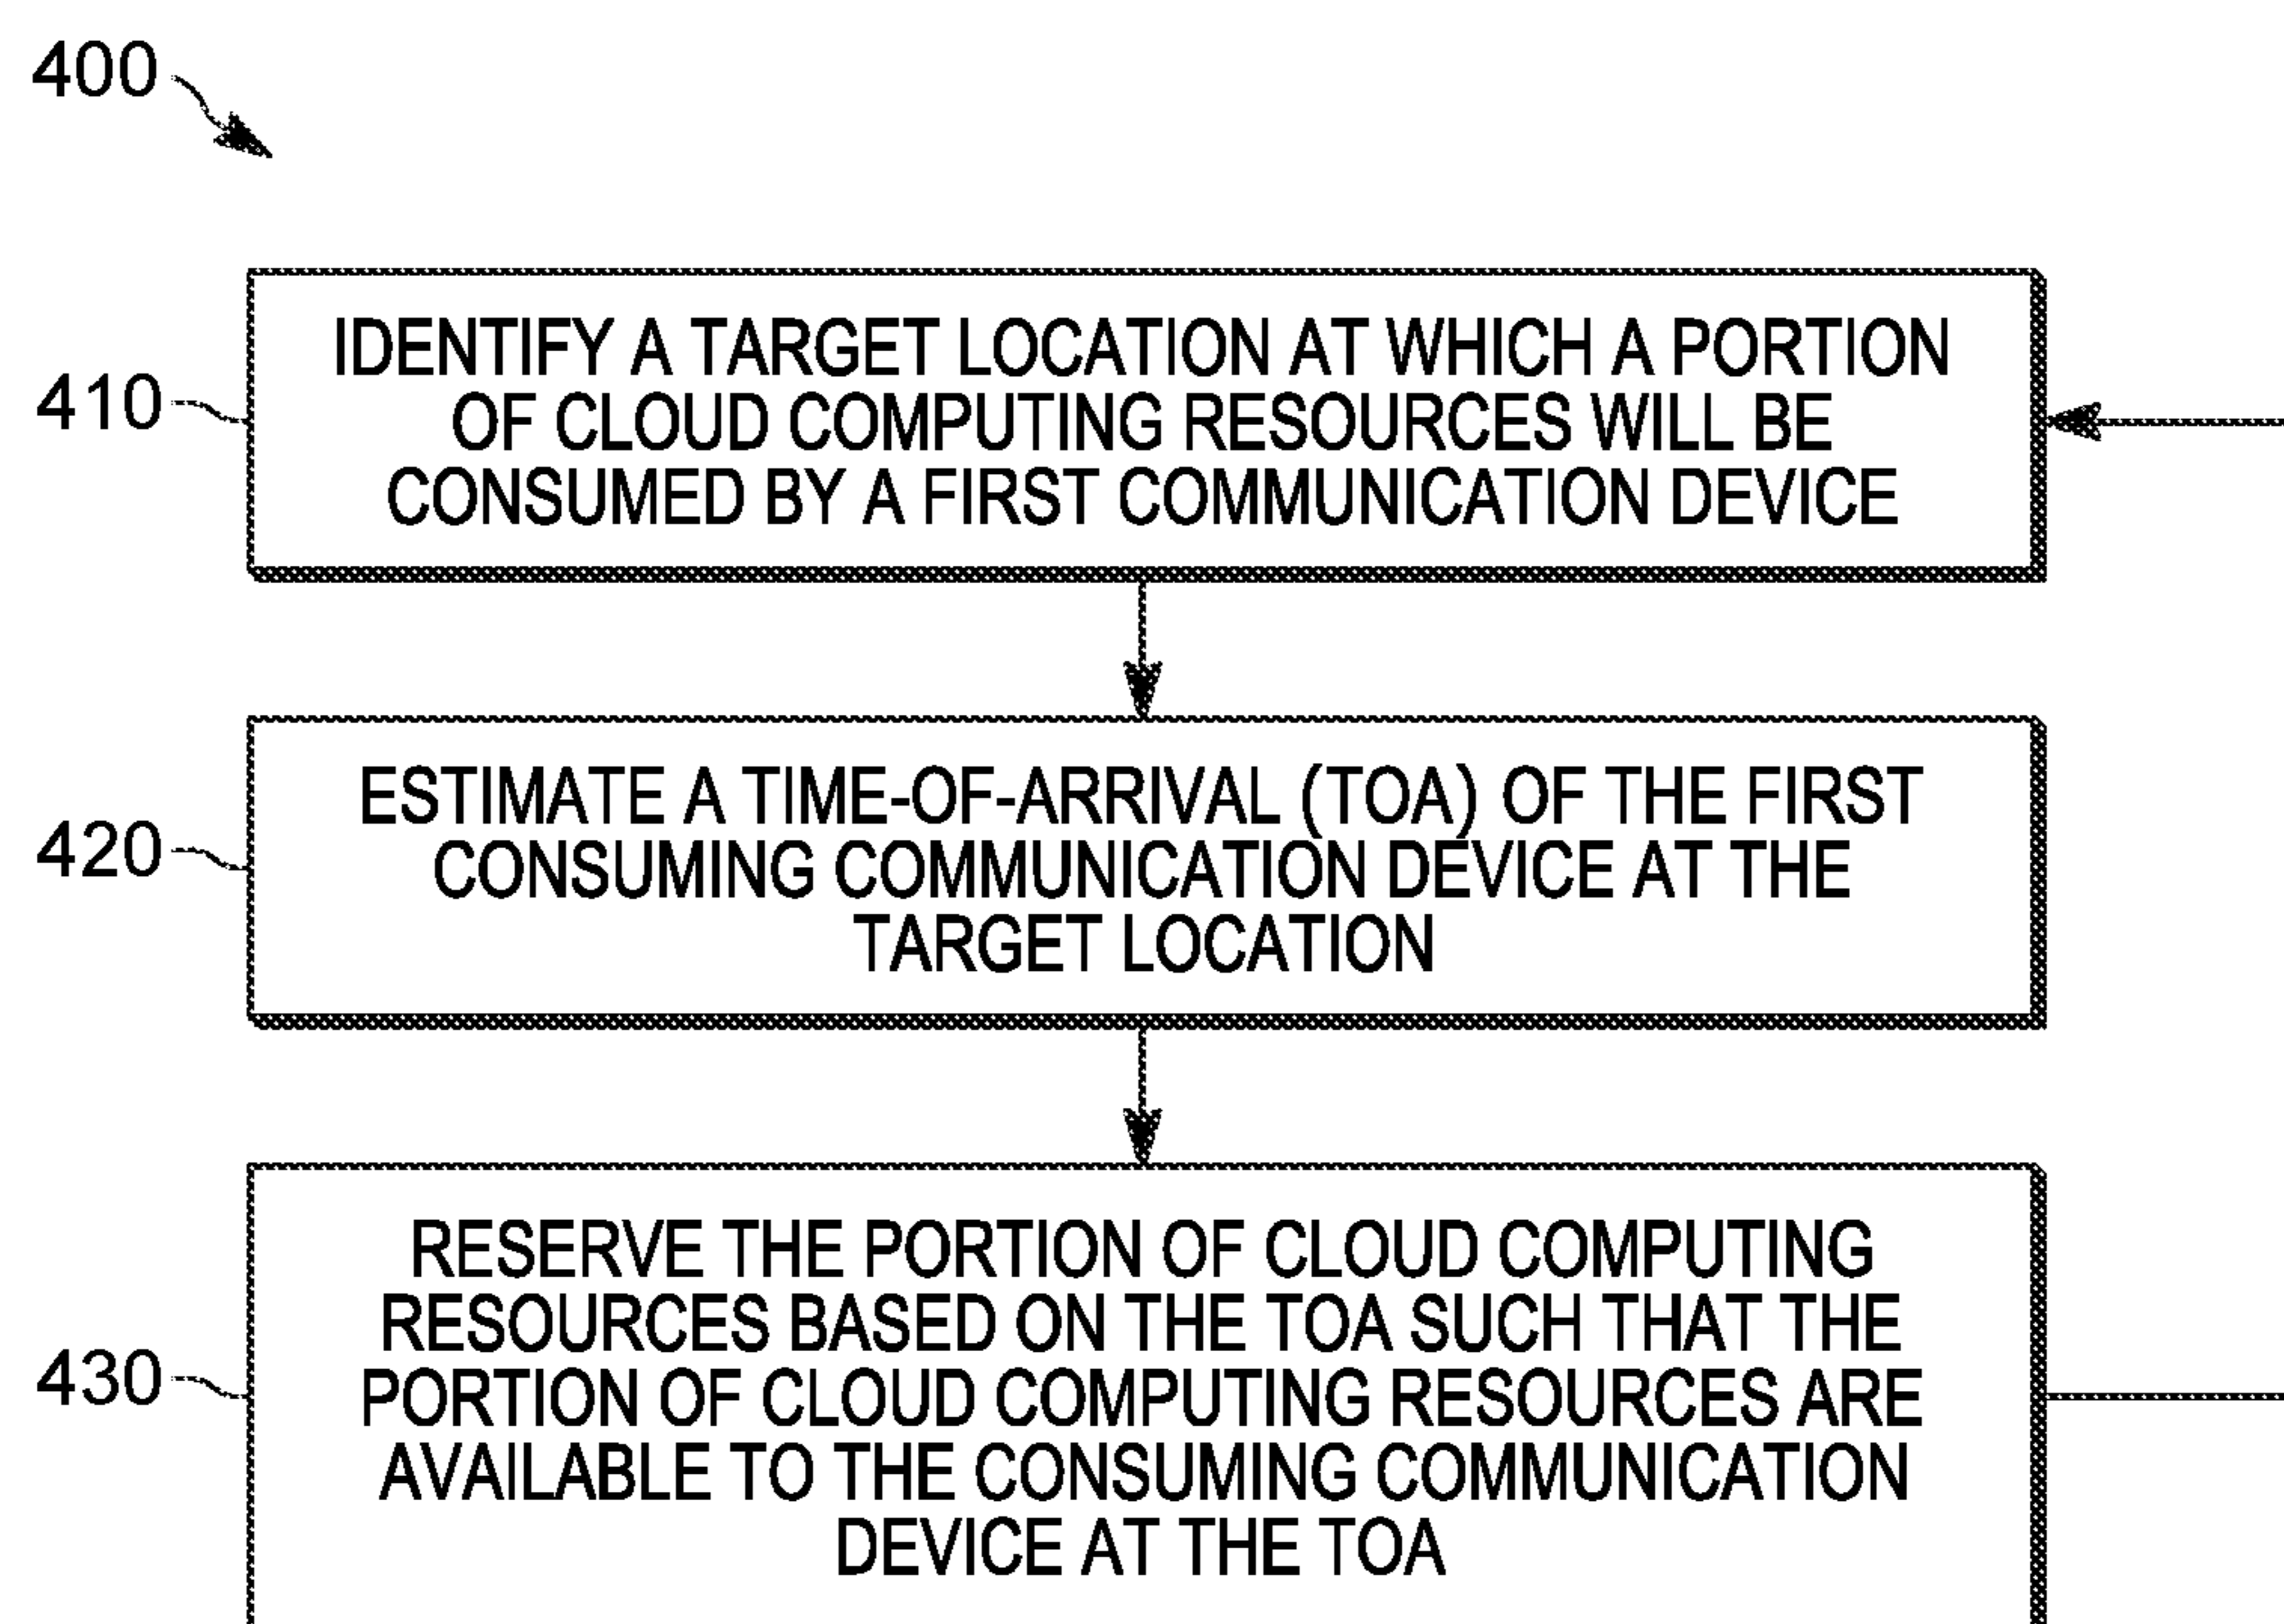 400
410
IDENTIFY A TARGET LOCATION AT WHICH A PORTION
OF CLOUD COMPUTING RESOURCES WILL BE
CONSUMED BY A FIRST COMMUNICATION DEVICE
420
ESTIMATE A TIME-OF-ARRIVAL (TOA) OF THE FIRST
CONSUMING COMMUNICATION DEVICE AT THE
TARGET LOCATION
430
RESERVE THE PORTION OF CLOUD COMPUTING
RESOURCES BASED ON THE TOA SUCH THAT THE
PORTION OF CLOUD COMPUTING RESOURCES ARE
AVAILABLE TO THE CONSUMING COMMUNICATION
DEVICE AT THE TOA